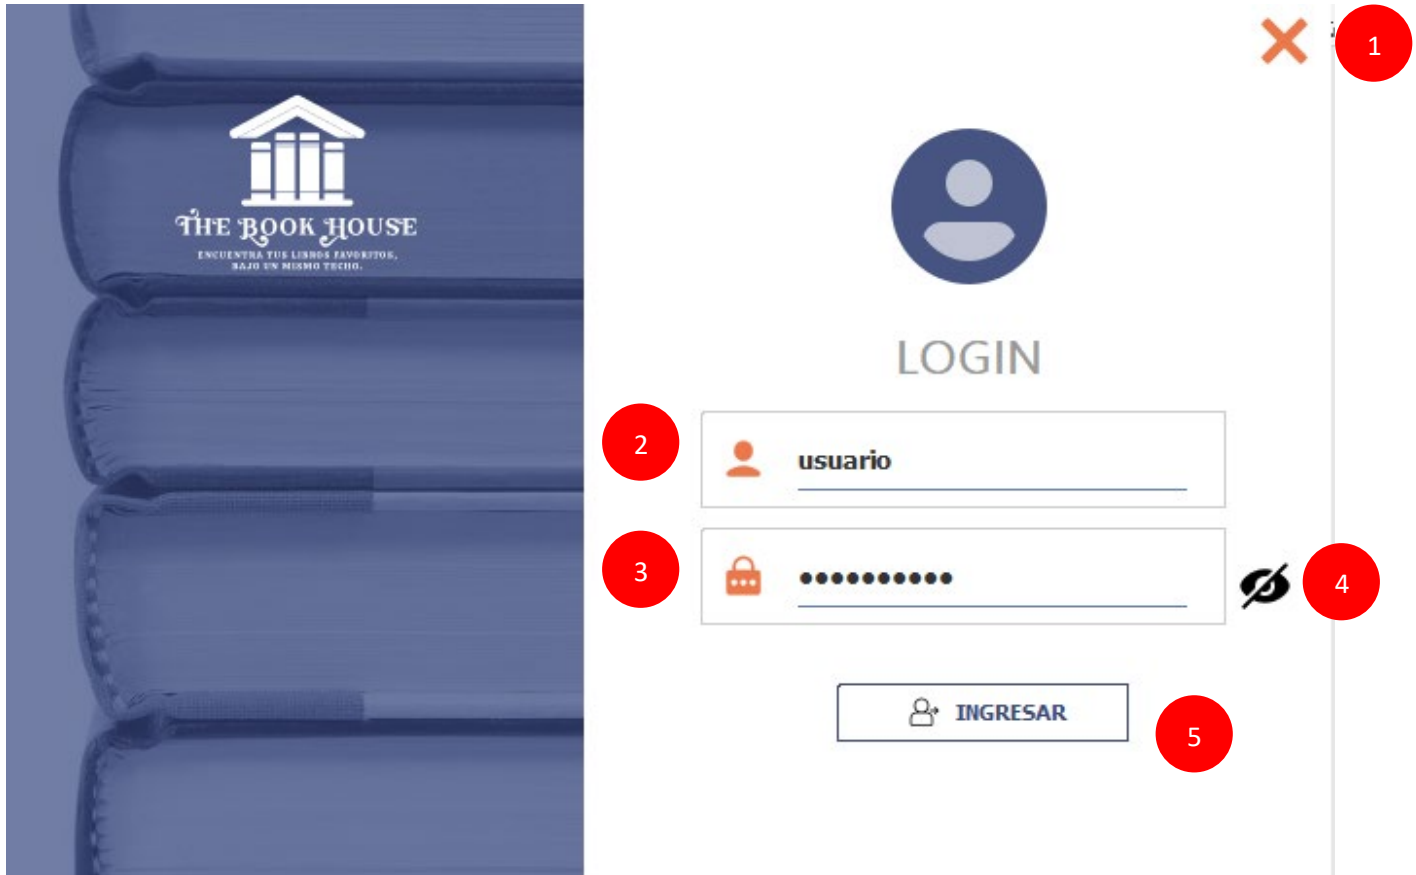 THE BOOK HOUSE
ENCUENTRA TUS LIBROS FAVORITOS,
BAJO UN MISMO TECHO.
1
LOGIN
2
usuario
3
4
INGRESAR
5